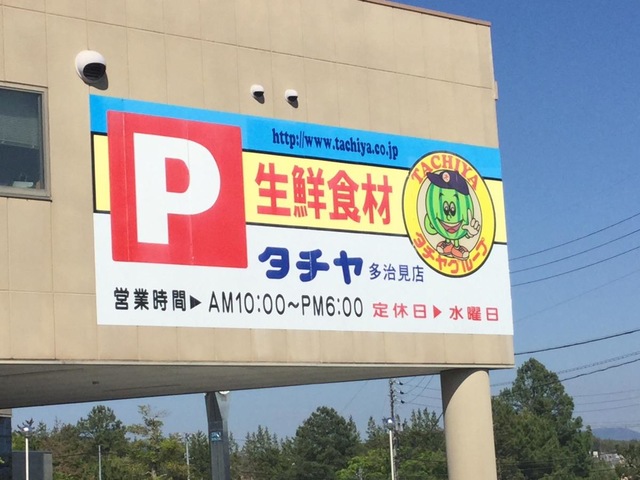 http://www.tachiya.co.jp
P
生鮮食材
TACHIYA
タチヤグループ
タチヤ 多治見店
営業時間▶AM10:00〜PM6:00 定休日▶水曜日